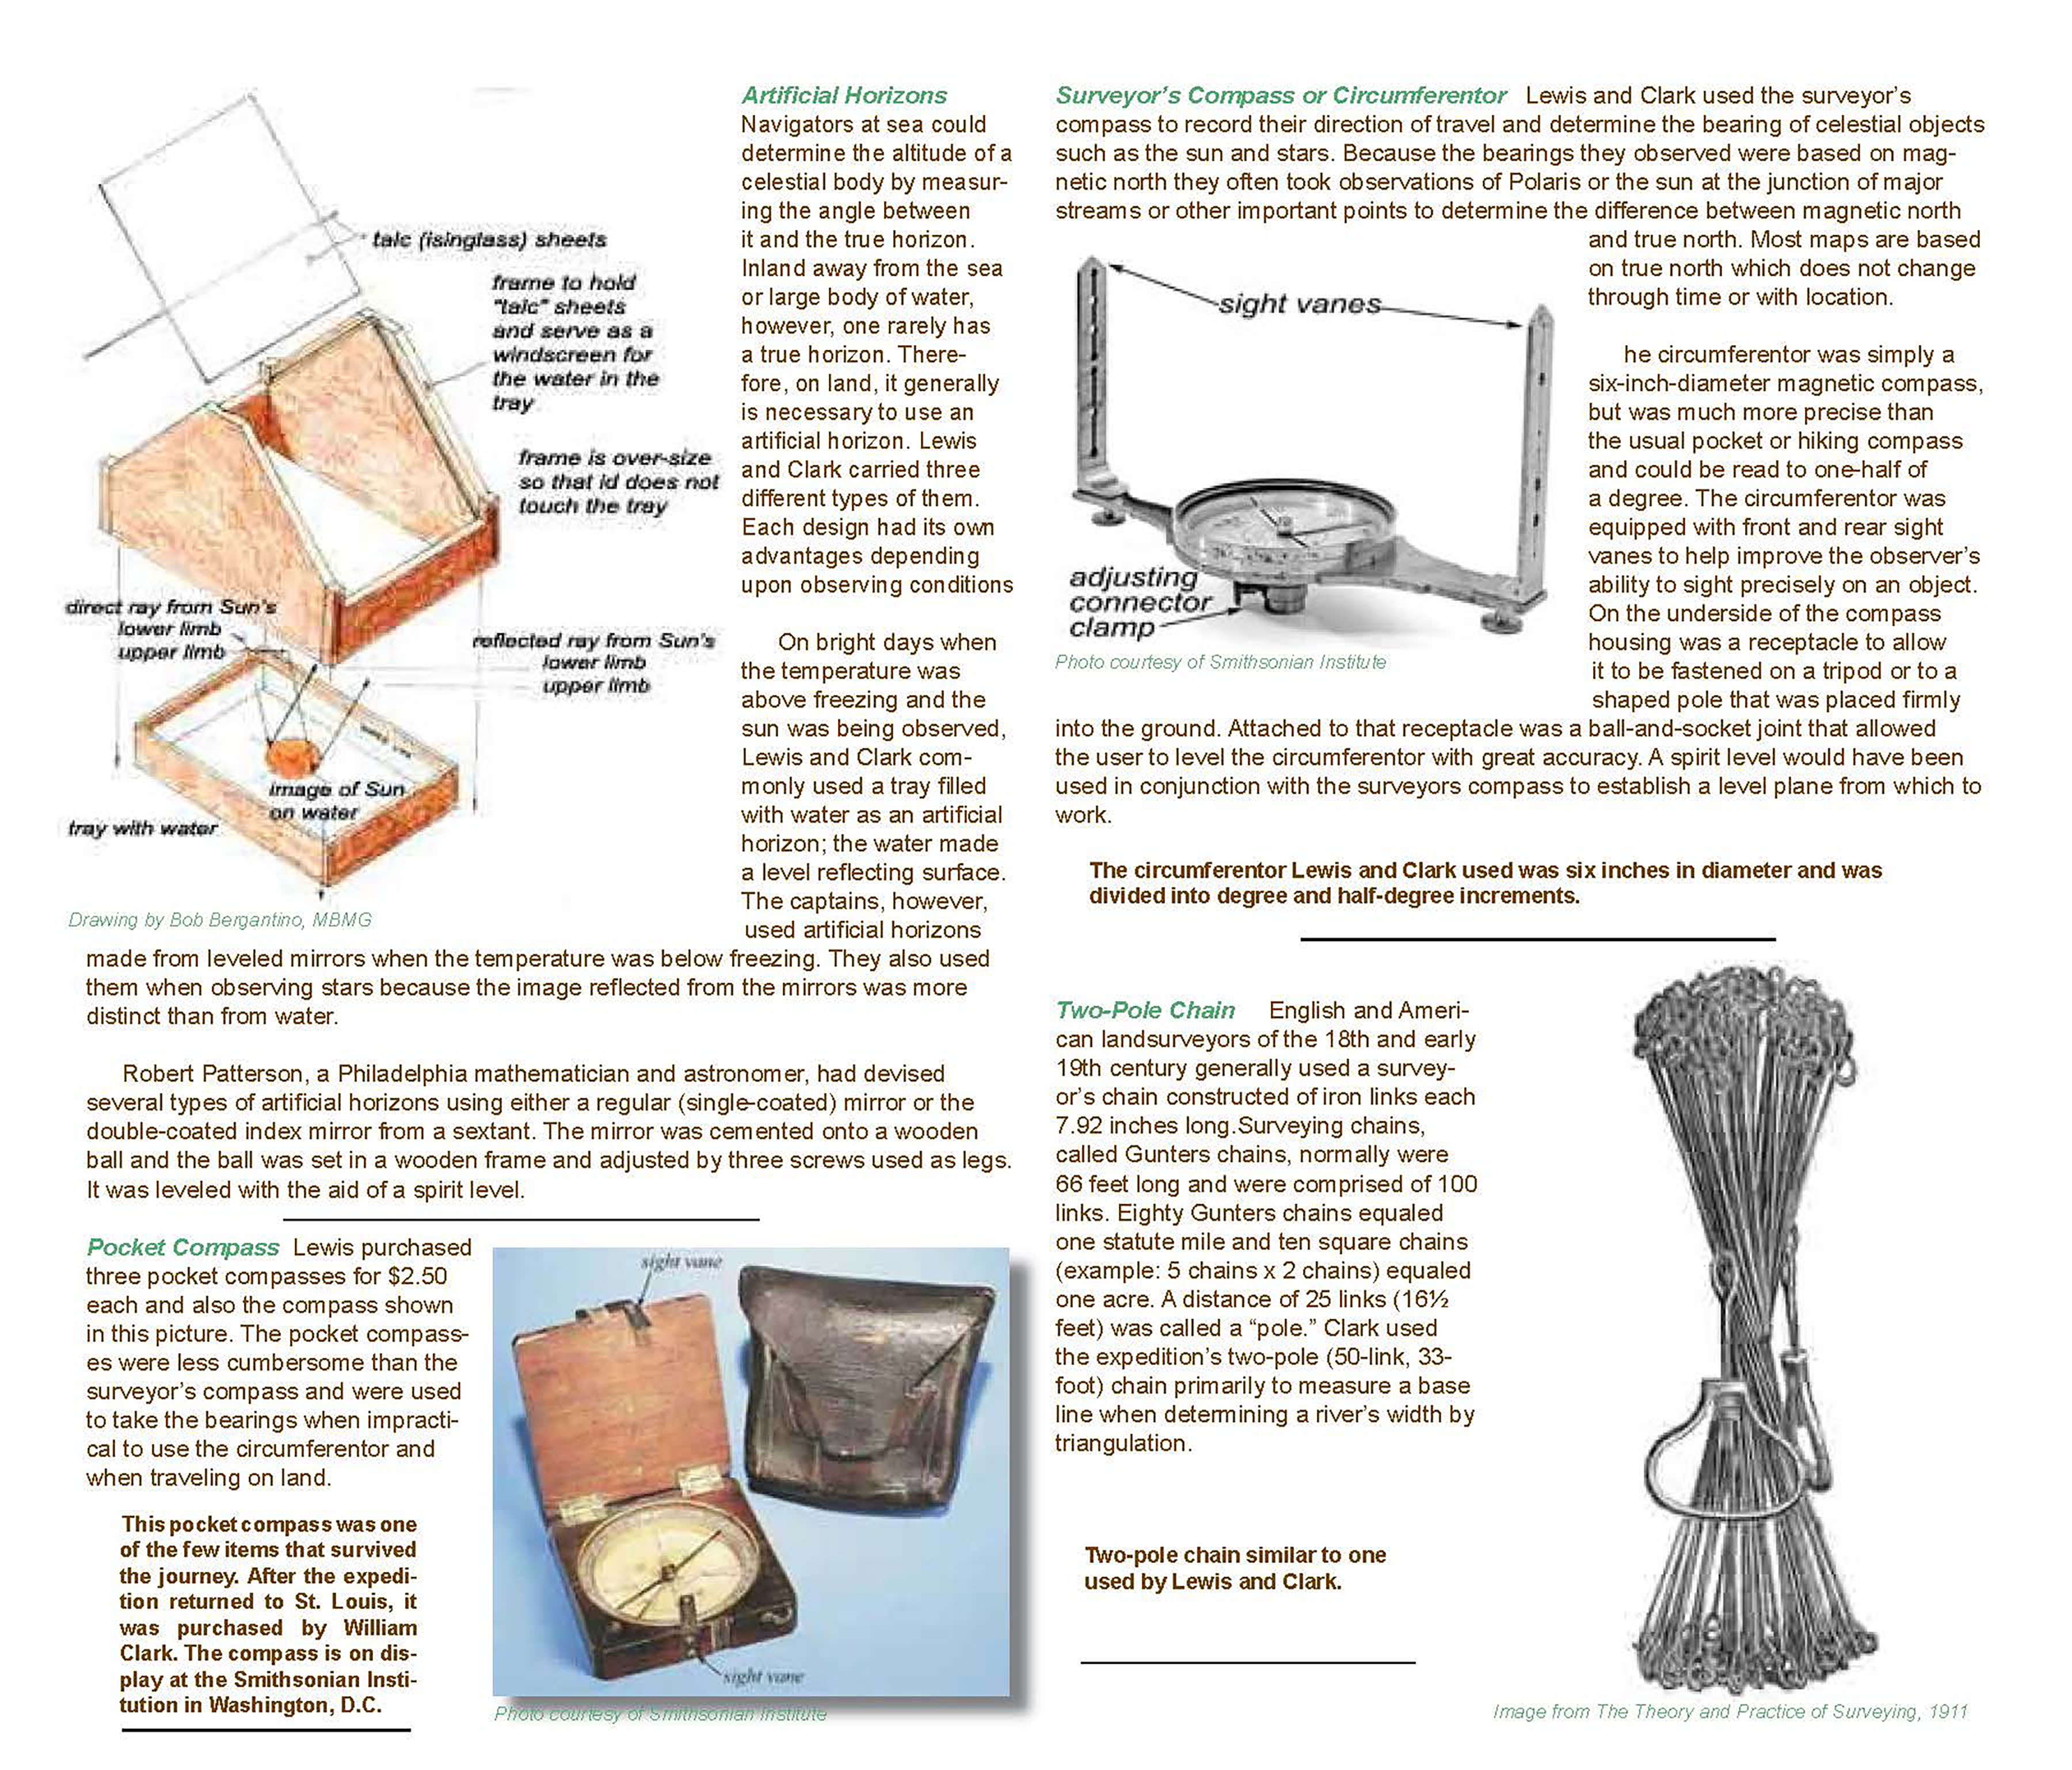 talc (isinglass) sheets
frame to hold
"talc" sheets
and serve as a
windscreen for
the water in the
tray
frame is over-size
so that id does not
touch the tray
direct ray from Sun's
lower limb
upper limb
reflected ray from Sun's
lower limb
upper limb
image of Sun
on water
tray with water
Drawing by Bob Bergantino, MBMG
Artificial Horizons
Navigators at sea could
determine the altitude of a
celestial body by measur-
ing the angle between
it and the true horizon.
Inland away from the sea
or large body of water,
however, one rarely has
a true horizon. There-
fore, on land, it generally
is necessary to use an
artificial horizon. Lewis
and Clark carried three
different types of them.
Each design had its own
advantages depending
upon observing conditions
On bright days when
the temperature was
above freezing and the
sun was being observed,
Lewis and Clark com-
monly used a tray filled
with water as an artificial
horizon; the water made
a level reflecting surface.
The captains, however,
used artificial horizons
made from leveled mirrors when the temperature was below freezing. They also used
them when observing stars because the image reflected from the mirrors was more
distinct than from water.
Robert Patterson, a Philadelphia mathematician and astronomer, had devised
several types of artificial horizons using either a regular (single-coated) mirror or the
double-coated index mirror from a sextant. The mirror was cemented onto a wooden
ball and the ball was set in a wooden frame and adjusted by three screws used as legs.
It was leveled with the aid of a spirit level.
Pocket Compass Lewis purchased
three pocket compasses for $2.50
each and also the compass shown
in this picture. The pocket compass-
es were less cumbersome than the
surveyor's compass and were used
to take the bearings when impracti-
cal to use the circumferentor and
when traveling on land.
This pocket compass was one
of the few items that survived
the journey. After the expedi-
tion returned to St. Louis, it
was purchased by William
Clark. The compass is on dis-
play at the Smithsonian Insti-
tution in Washington, D.C.
sight vane
sight vane
Photo courtesy of Smithsonian Institute
Surveyor's Compass or Circumferentor Lewis and Clark used the surveyor's
compass to record their direction of travel and determine the bearing of celestial objects
such as the sun and stars. Because the bearings they observed were based on mag-
netic north they often took observations of Polaris or the sun at the junction of major
streams or other important points to determine the difference between magnetic north
and true north. Most maps are based
on true north which does not change
through time or with location.
sight vanes
adjusting
connector
clamp
Photo courtesy of Smithsonian Institute
he circumferentor was simply a
six-inch-diameter magnetic compass,
but was much more precise than
the usual pocket or hiking compass
and could be read to one-half of
a degree. The circumferentor was
equipped with front and rear sight
vanes to help improve the observer's
ability to sight precisely on an object.
On the underside of the compass
housing was a receptacle to allow
it to be fastened on a tripod or to a
shaped pole that was placed firmly
into the ground. Attached to that receptacle was a ball-and-socket joint that allowed
the user to level the circumferentor with great accuracy. A spirit level would have been
used in conjunction with the surveyors compass to establish a level plane from which to
work.
The circumferentor Lewis and Clark used was six inches in diameter and was
divided into degree and half-degree increments.
Two-Pole Chain English and Ameri-
can landsurveyors of the 18th and early
19th century generally used a survey-
or's chain constructed of iron links each
7.92 inches long.Surveying chains,
called Gunters chains, normally were
66 feet long and were comprised of 100
links. Eighty Gunters chains equaled
one statute mile and ten square chains
(example: 5 chains x 2 chains) equaled
one acre. A distance of 25 links (16½
feet) was called a “pole.” Clark used
the expedition's two-pole (50-link, 33-
foot) chain primarily to measure a base
line when determining a river's width by
triangulation.
Two-pole chain similar to one
used by Lewis and Clark.
Image from The Theory and Practice of Surveying, 1911